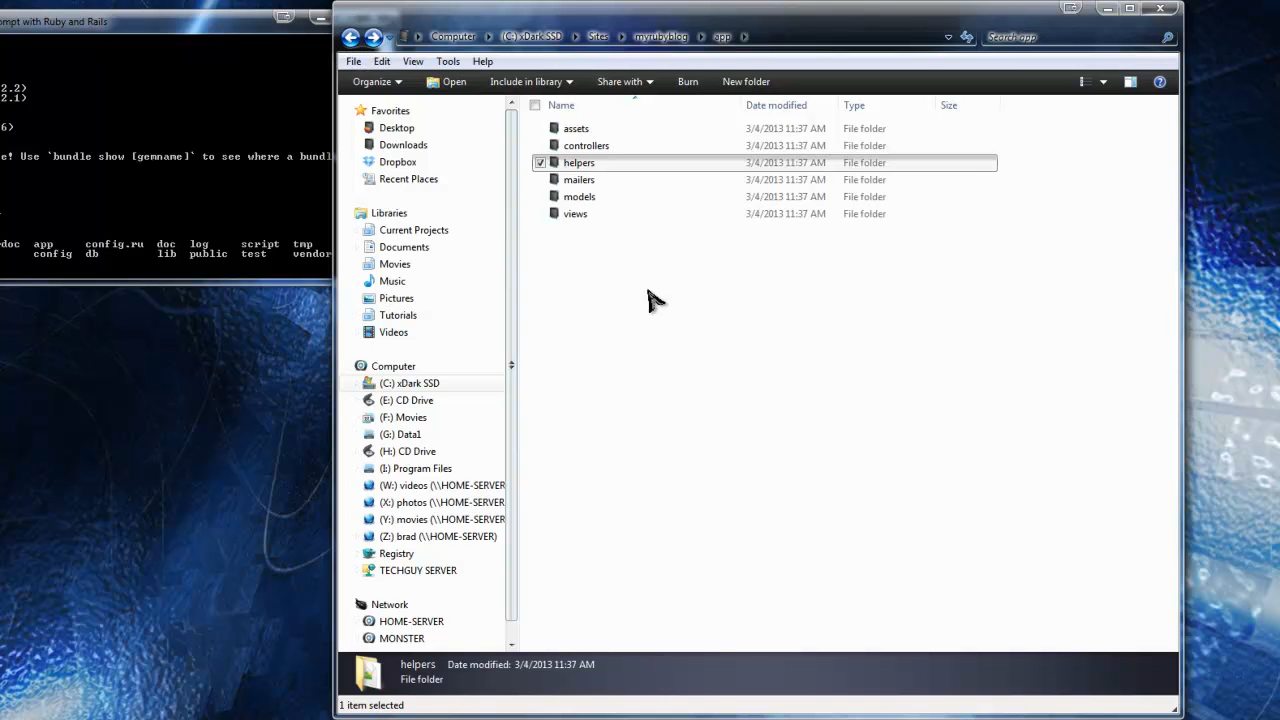 ompt with Ruby and Rails
2.2)
2.1)
6)
e! Use `bundle show [gemname]` to see where a bundl
rdoc app config.ru doc log script tmp
config db lib public test vendor
Computer (C:) xDark SSD Sites myrubyblog app
Search app
File Edit View Tools Help
Organize Open Include in library Share with Burn New folder
Name Date modified Type Size
assets 3/4/2013 11:37 AM File folder
controllers 3/4/2013 11:37 AM File folder
helpers 3/4/2013 11:37 AM File folder
mailers 3/4/2013 11:37 AM File folder
models 3/4/2013 11:37 AM File folder
views 3/4/2013 11:37 AM File folder
Favorites
Desktop
Downloads
Dropbox
Recent Places
Libraries
Current Projects
Documents
Movies
Music
Pictures
Tutorials
Videos
Computer
(C:) xDark SSD
(E:) CD Drive
(F:) Movies
(G:) Data1
(H:) CD Drive
(I:) Program Files
(W:) videos (\\HOME-SERVER
(X:) photos (\\HOME-SERVER
(Y:) movies (\\HOME-SERVER
(Z:) brad (\\HOME-SERVER)
Registry
TECHGUY SERVER
Network
HOME-SERVER
MONSTER
helpers Date modified: 3/4/2013 11:37 AM
File folder
1 item selected